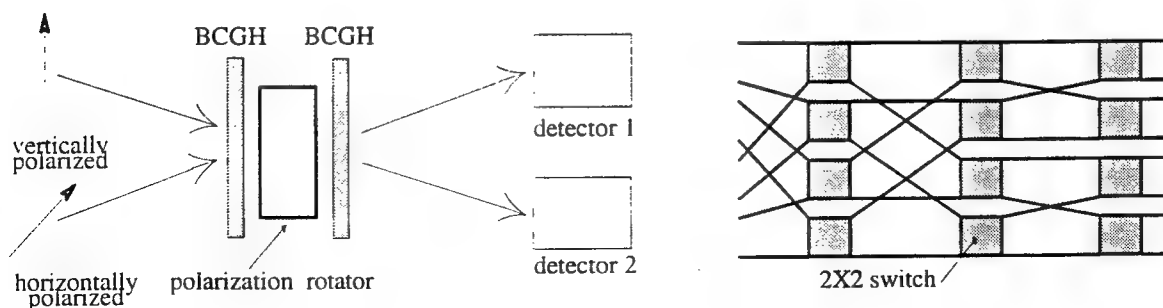 BCGH BCGH
vertically
polarized
horizontally
polarized
polarization rotator
detector 1
detector 2
2X2 switch